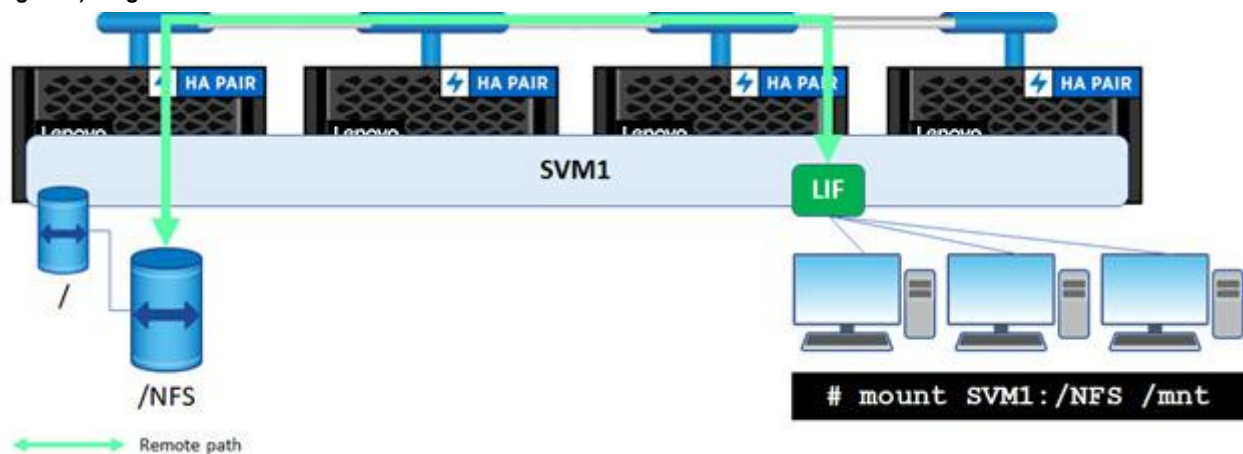 HA PAIR HA PAIR HA PAIR HA PAIR
Lenovo Lenovo Lenovo Lenovo
SVM1
LIF
/
/NFS
# mount SVM1:/NFS /mnt
Remote path